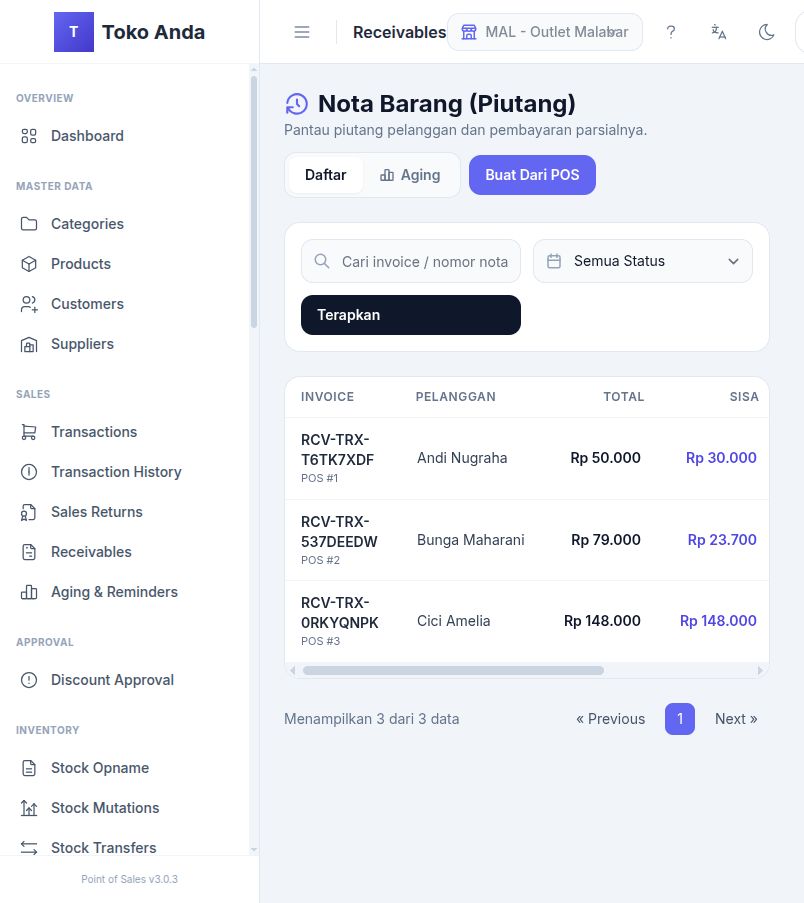 T
Toko Anda
Receivables
MAL - Outlet Malabar
OVERVIEW
Dashboard
MASTER DATA
Categories
Products
Customers
Suppliers
SALES
Transactions
Transaction History
Sales Returns
Receivables
Aging & Reminders
APPROVAL
Discount Approval
INVENTORY
Stock Opname
Stock Mutations
Stock Transfers
Point of Sales v3.0.3
Nota Barang (Piutang)
Pantau piutang pelanggan dan pembayaran parsialnya.
Daftar
Aging
Buat Dari POS
Cari invoice / nomor nota
Semua Status
Terapkan
INVOICE PELANGGAN TOTAL SISA
RCV-TRX-
T6TK7XDF
POS #1
Andi Nugraha Rp 50.000 Rp 30.000
RCV-TRX-
537DEEDW
POS #2
Bunga Maharani Rp 79.000 Rp 23.700
RCV-TRX-
0RKYQNPK
POS #3
Cici Amelia Rp 148.000 Rp 148.000
Menampilkan 3 dari 3 data
« Previous 1 Next »